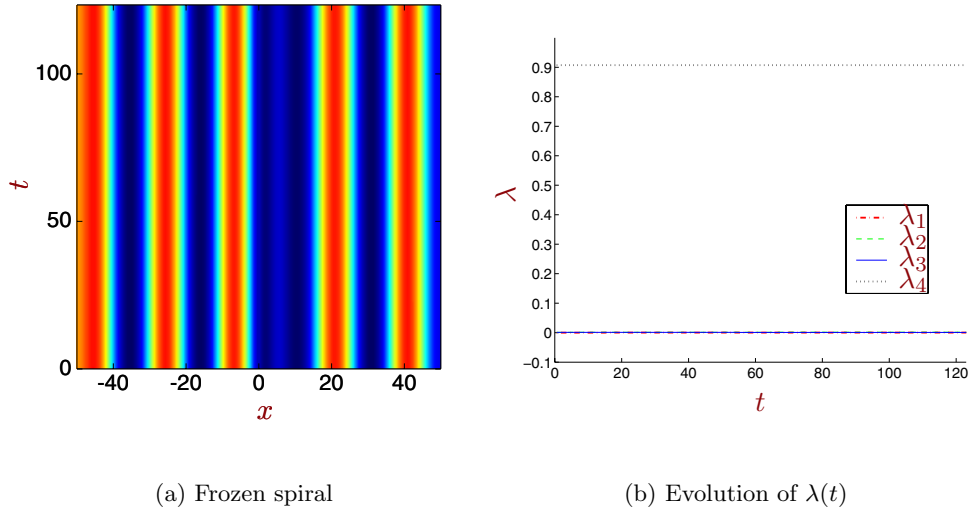 100
50
0
t
-40 -20 0 20 40
x
0.9
0.8
0.7
0.6
0.5
0.4
0.3
0.2
0.1
0
−0.1
λ
0 20 40 60 80 100 120
t
λ1
λ2
λ3
λ4
(a) Frozen spiral
(b) Evolution of λ(t)